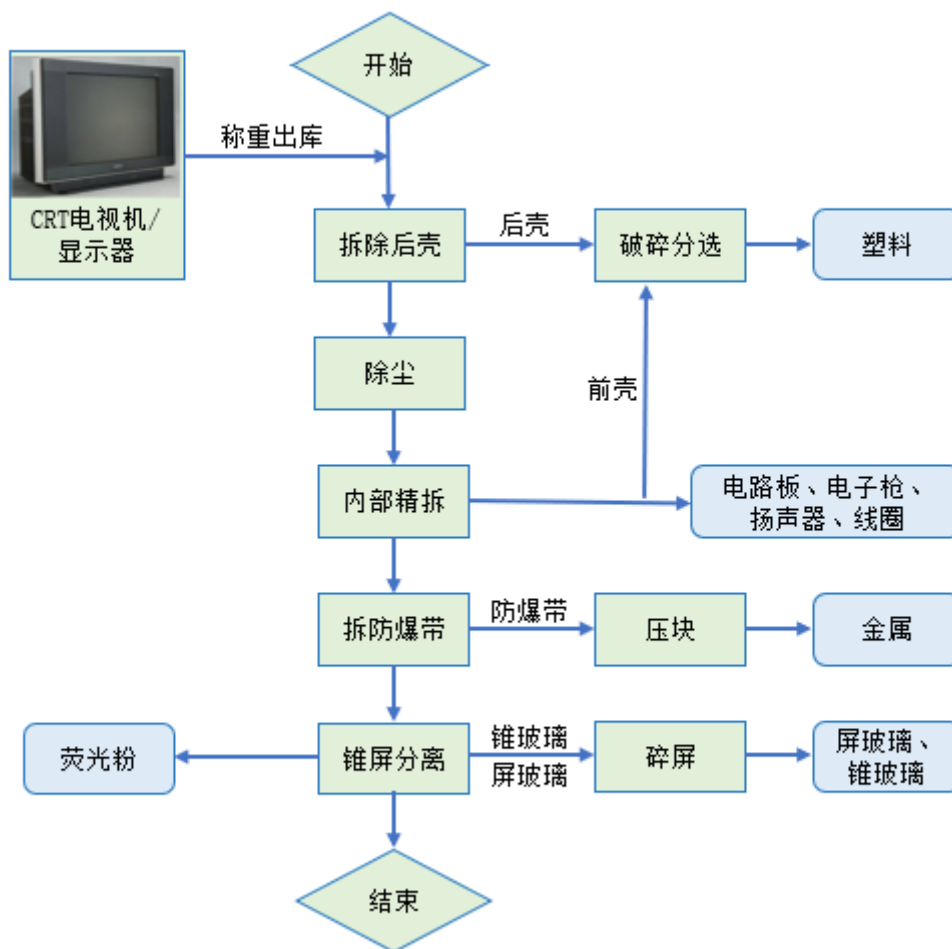 开始
称重出库
CRT电视机/
显示器
拆除后壳
后壳
破碎分选
塑料
除尘
前壳
内部精拆
电路板、电子枪、
扬声器、线圈
拆防爆带
防爆带
压块
金属
荧光粉
锥屏分离
锥玻璃
屏玻璃
碎屏
屏玻璃、
锥玻璃
结束